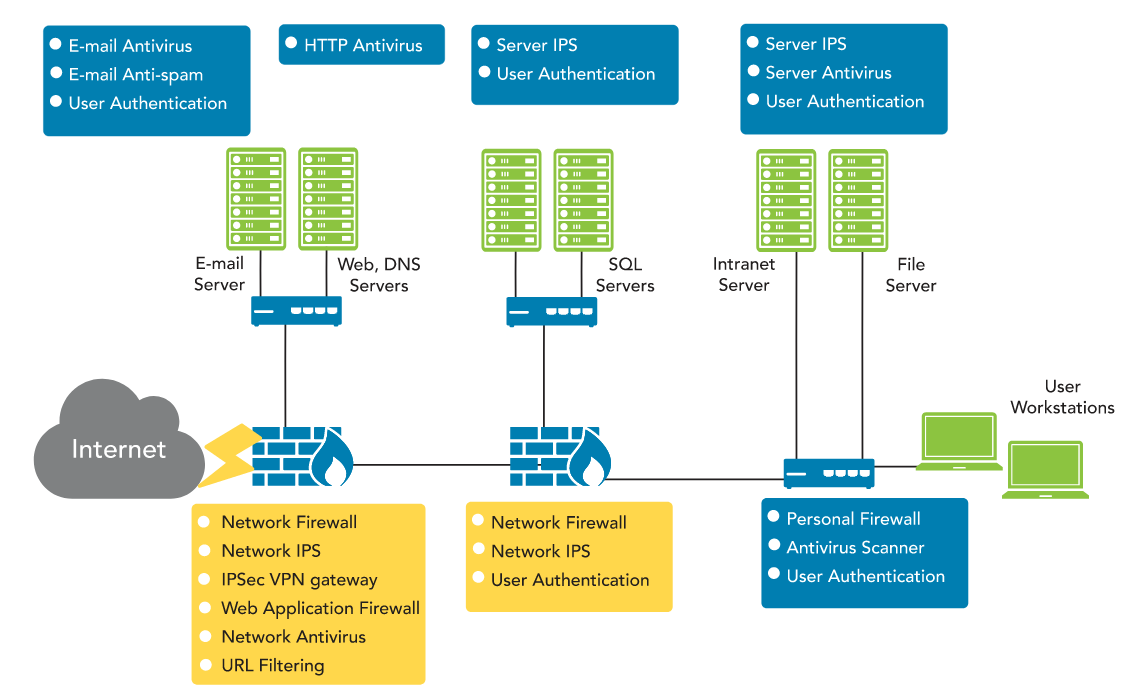 E-mail Antivirus
E-mail Anti-spam
User Authentication
HTTP Antivirus
Server IPS
User Authentication
Server IPS
Server Antivirus
User Authentication
E-mail
Server
Web, DNS
Servers
SQL
Servers
Intranet
Server
File
Server
User
Workstations
Internet
Network Firewall
Network IPS
IPSec VPN gateway
Web Application Firewall
Network Antivirus
URL Filtering
Network Firewall
Network IPS
User Authentication
Personal Firewall
Antivirus Scanner
User Authentication